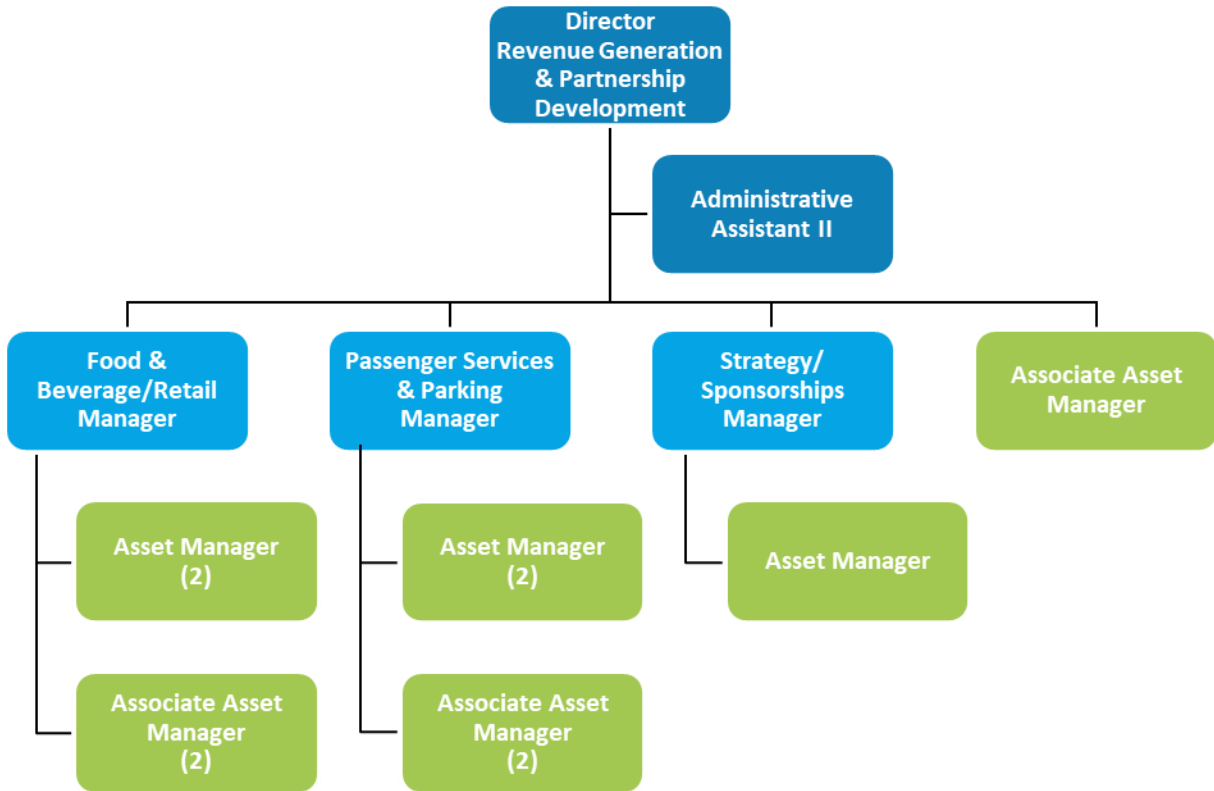 Director
Revenue Generation
& Partnership
Development
Administrative
Assistant II
Food &
Beverage/Retail
Manager
Passenger Services
& Parking
Manager
Strategy/
Sponsorships
Manager
Associate Asset
Manager
Asset Manager
(2)
Asset Manager
(2)
Asset Manager
Associate Asset
Manager
(2)
Associate Asset
Manager
(2)